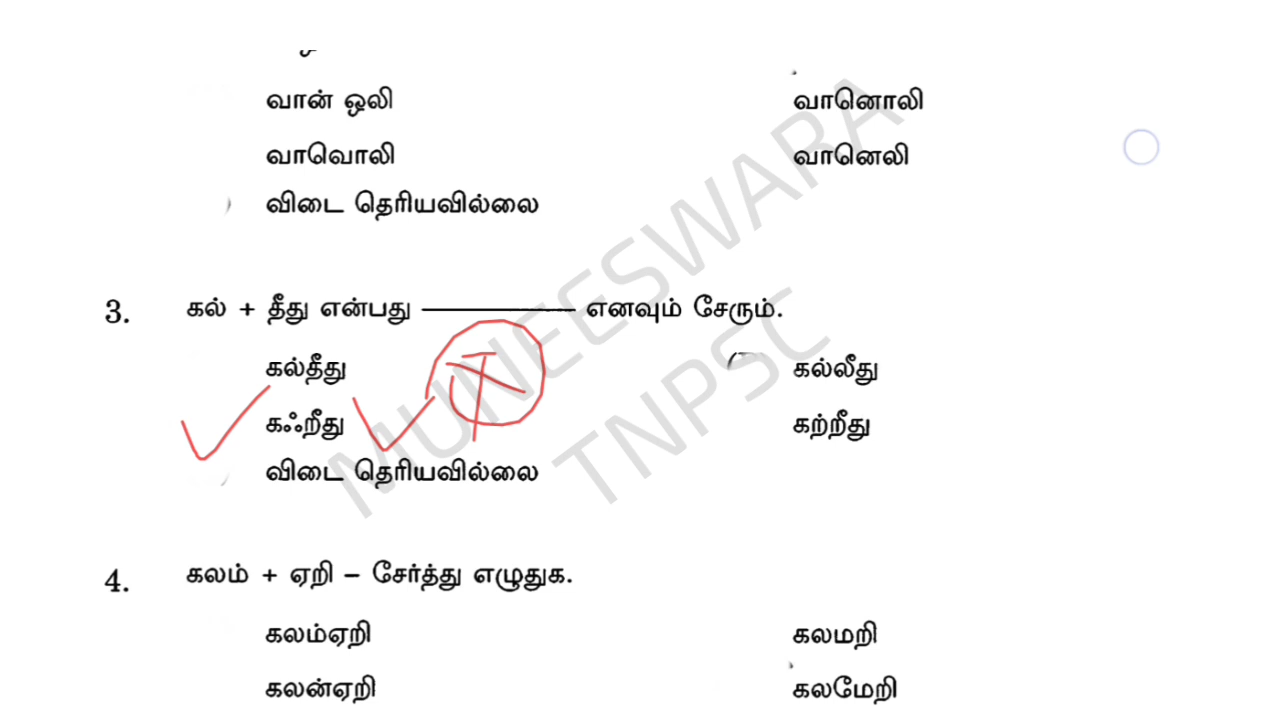 வான் ஒலி வானொலி
வாவொலி வானெலி
விடை தெரியவில்லை
3. கல் + தீது என்பது ———— எனவும் சேரும்.
கல்தீது கல்லீது
கஃறீது கற்றீது
விடை தெரியவில்லை
4. கலம் + ஏறி – சேர்த்து எழுதுக.
கலம்ஏறி கலமறி
கலன்ஏறி கலமேறி
MUNEESWARA
TNPSC